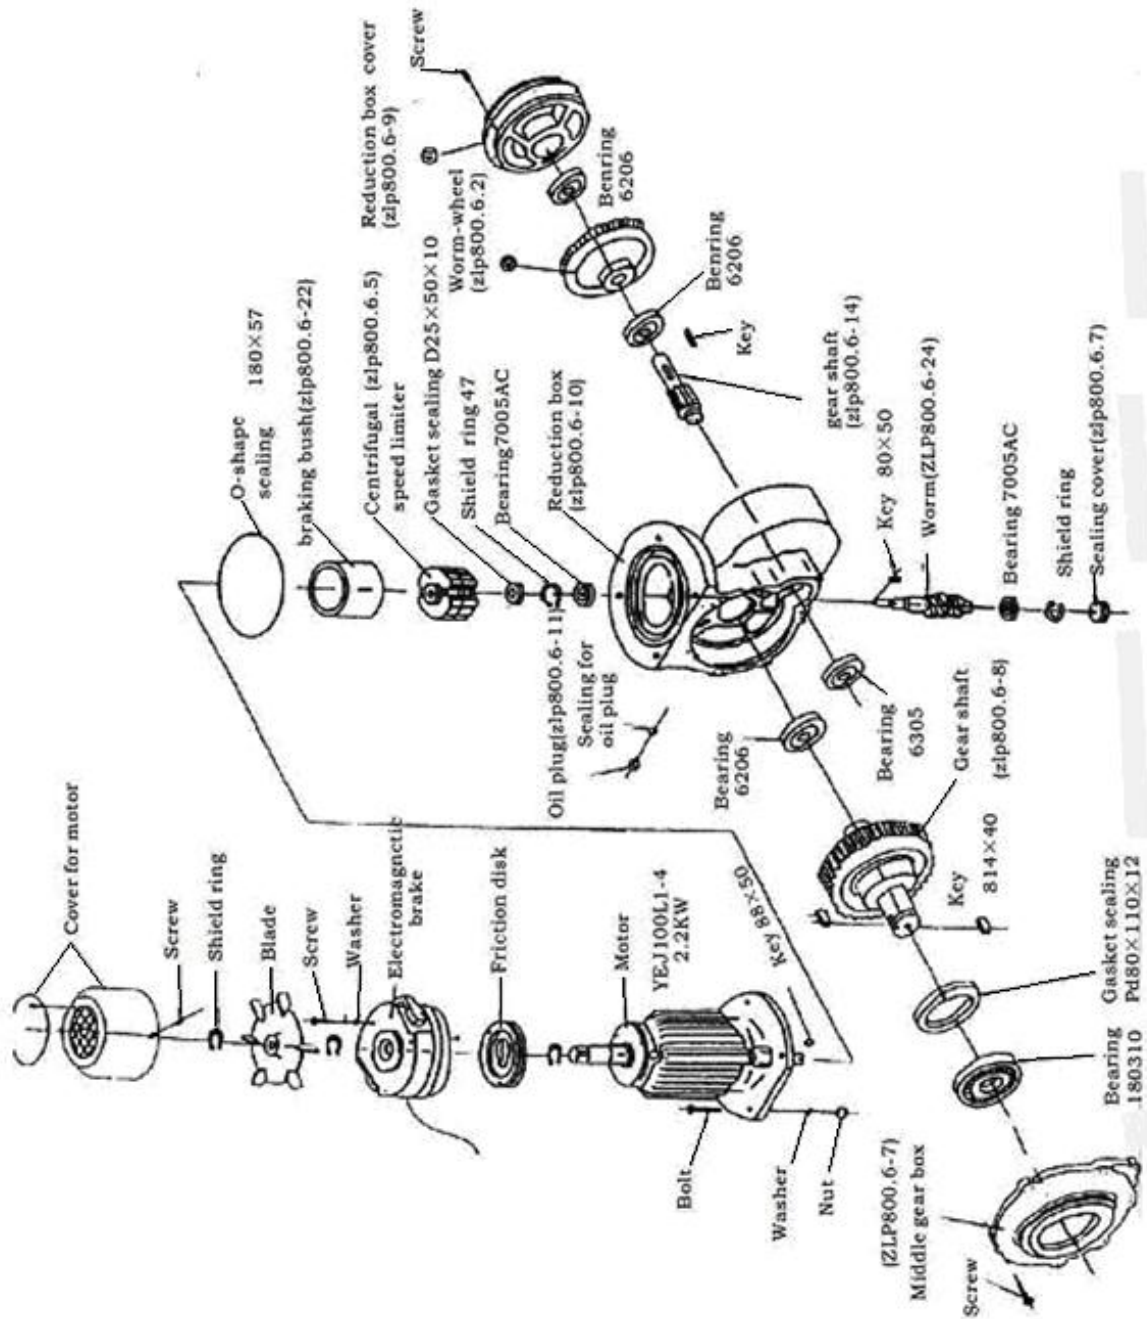 Cover for motor
Screw
Shield ring
Blade
Screw
Washer
Electromagnctic
brake
Friction disk
Motor
YEJ100L1-4
2.2KW
Key 88×50
Bolt
Washer
Nut
O-shape
sealing 180×57
braking bush(zlp800.6-22)
Centrifugal (zlp800.6.5)
speed limiter
Gasket sealing D25×50×10
Shield ring 47
Bearing7005AC
Reduction box
(zlp800.6-10)
Oil plug(zlp800.6-11)
Sealing for
oil plug
Reduction box cover
(zlp800.6-9)
Screw
Worm-wheel
(zlp800.6.2)
Benring
6206
Benring
6206
Key
gear shaft
(zlp800.6-14)
Key 80×50
Worm(ZLP800.6-24)
Bearing 7005AC
Shield ring
Sealing cover(zlp800.6.7)
Bearing
6206
Bearing
6305
Gear shaft
(zlp800.6-8)
Key 814×40
Gasket sealing
Pd80×110×12
Bearing
.180310
(ZLP800.6-7)
Middle gear box
Screw